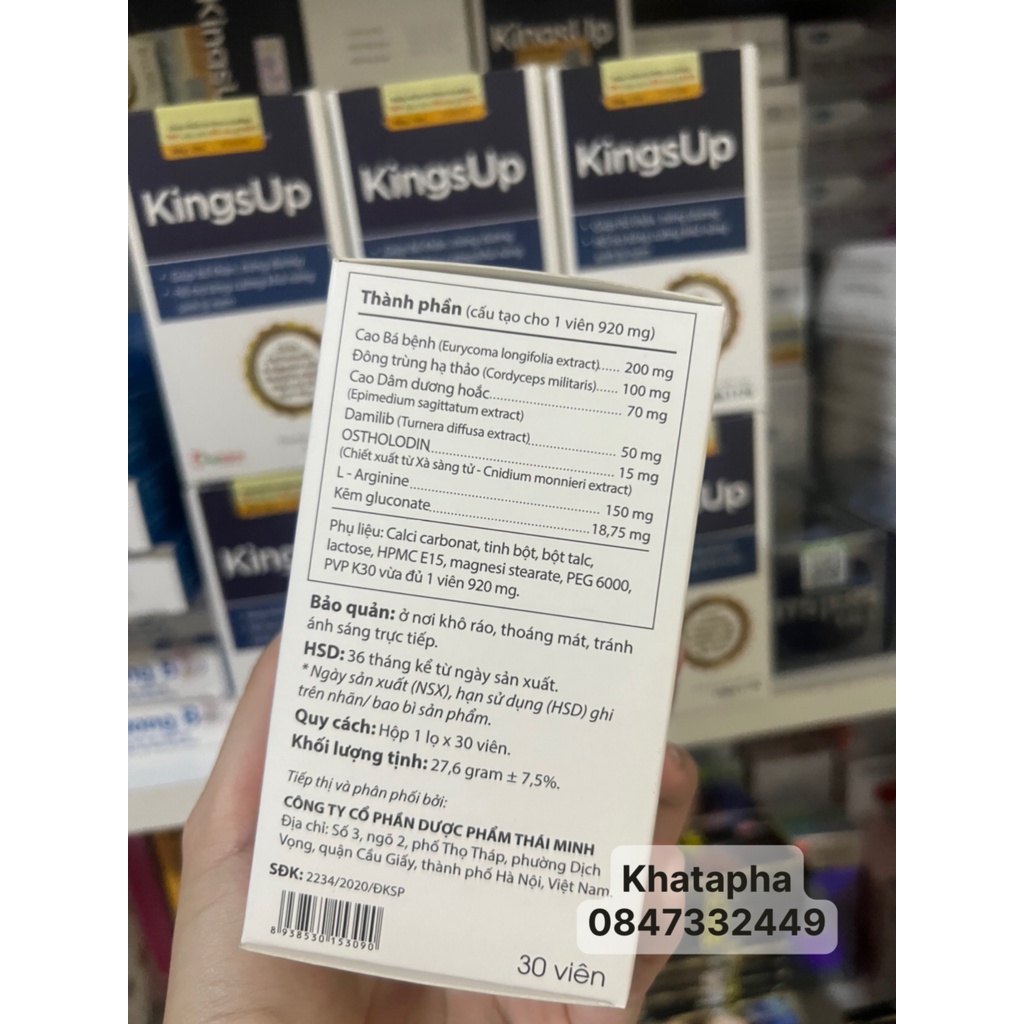 KingsUp
KingsUp
KingsUp
KingsUp
Thành phần (cấu tạo cho 1 viên 920 mg)
Cao Bá bệnh (Eurycoma longifolia extract)..... 200 mg
Đông trùng hạ thảo (Cordyceps militaris)..... 100 mg
Cao Dâm dương hoắc.............................. 70 mg
(Epimedium sagittatum extract)
Damilib (Turnera diffusa extract)................... 50 mg
OSTHOLODIN......................................... 15 mg
(Chiết xuất từ Xà sàng tử - Cnidium monnieri extract)
L - Arginine........................................... 150 mg
Kẽm gluconate....................................18,75 mg
Phụ liệu: Calci carbonat, tinh bột, bột talc,
lactose, HPMC E15, magnesi stearate, PEG 6000,
PVP K30 vừa đủ 1 viên 920 mg.
Bảo quản: ở nơi khô ráo, thoáng mát, tránh
ánh sáng trực tiếp.
HSD: 36 tháng kể từ ngày sản xuất.
* Ngày sản xuất (NSX), hạn sử dụng (HSD) ghi
trên nhãn/ bao bì sản phẩm.
Quy cách: Hộp 1 lọ x 30 viên.
Khối lượng tịnh: 27,6 gram ± 7,5%.
Tiếp thị và phân phối bởi:
CÔNG TY CỔ PHẦN DƯỢC PHẨM THÁI MINH
Địa chỉ: Số 3, ngõ 2, phố Thọ Tháp, phường Dịch
Vọng, quận Cầu Giấy, thành phố Hà Nội, Việt Nam.
SĐK: 2234/2020/ĐKSP
8 938530 153090
30 viên
Khatapha
0847332449